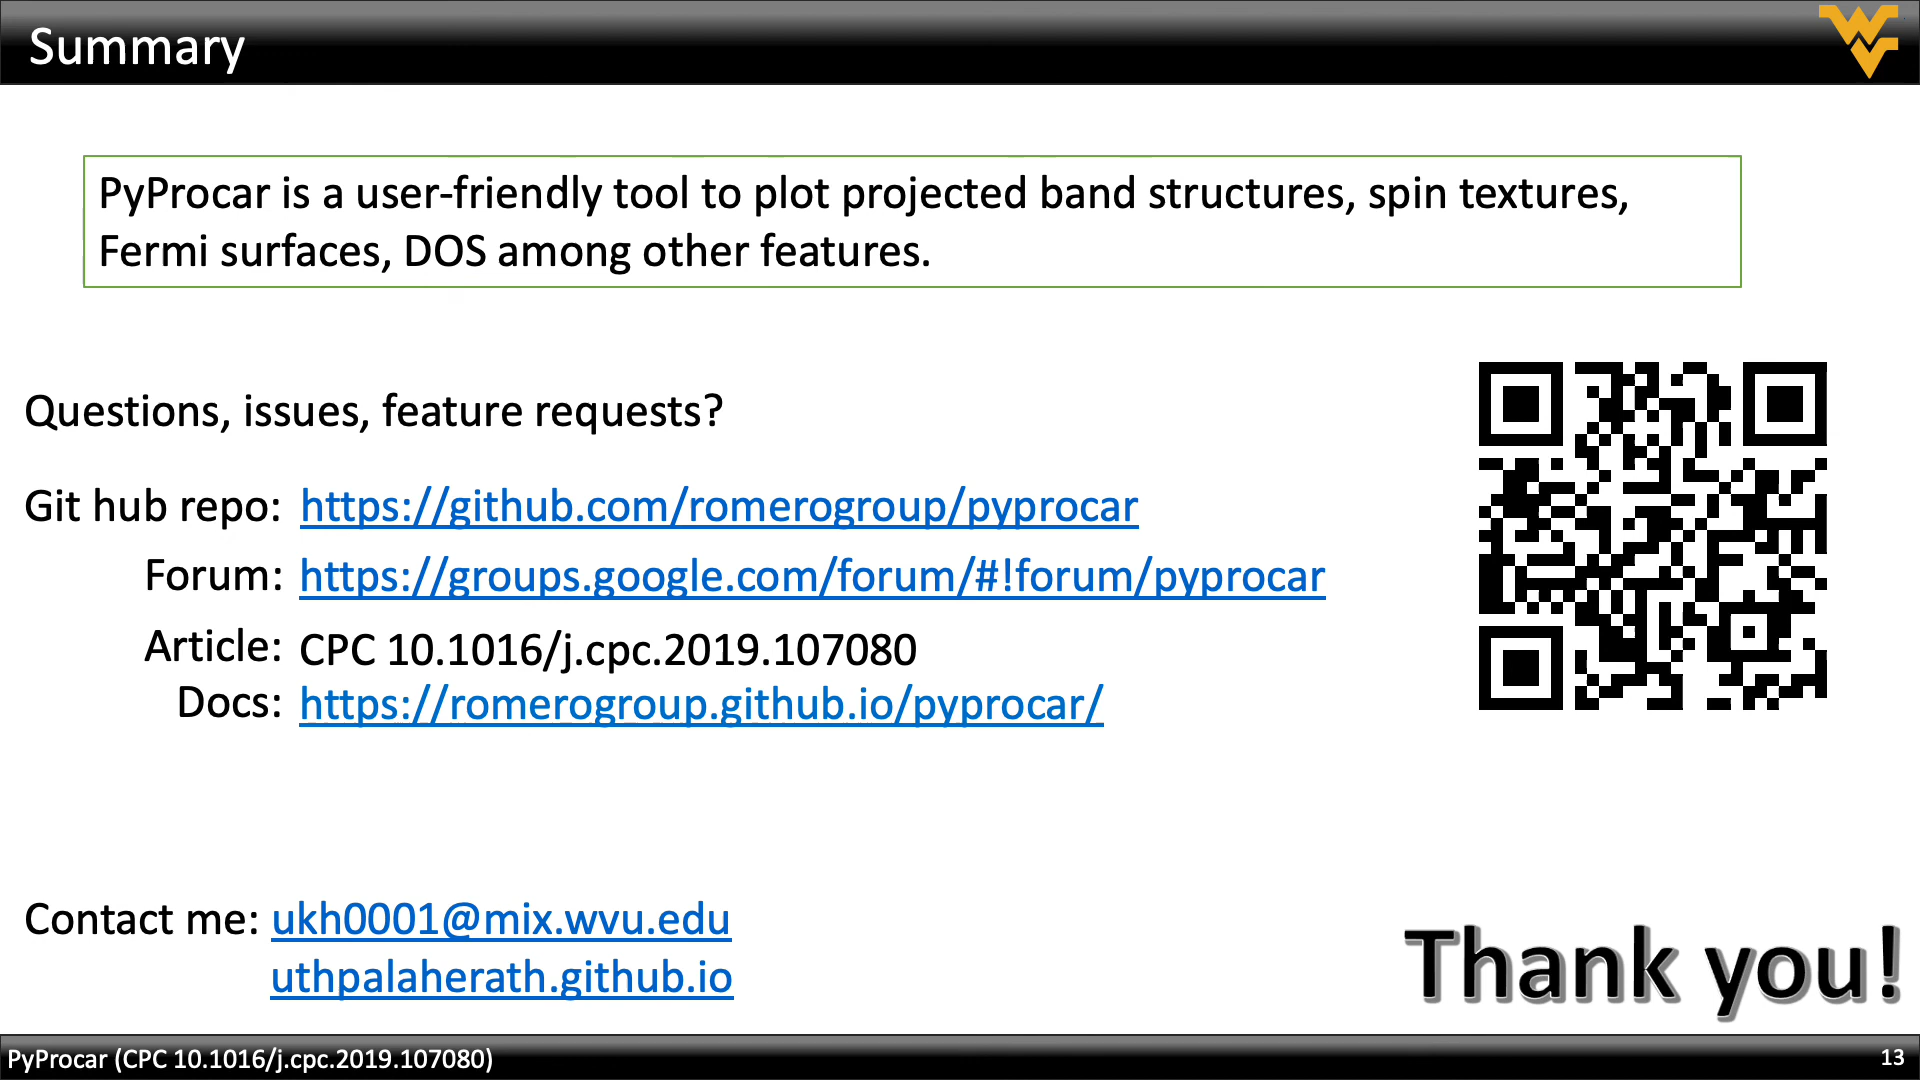 Summary
PyProcar is a user-friendly tool to plot projected band structures, spin textures,
Fermi surfaces, DOS among other features.
Questions, issues, feature requests?
Git hub repo: https://github.com/romerogroup/pyprocar
Forum: https://groups.google.com/forum/#!forum/pyprocar
Article: CPC 10.1016/j.cpc.2019.107080
Docs: https://romerogroup.github.io/pyprocar/
Contact me: ukh0001@mix.wvu.edu
uthpalaherath.github.io
Thank you!
PyProcar (CPC 10.1016/j.cpc.2019.107080)
13